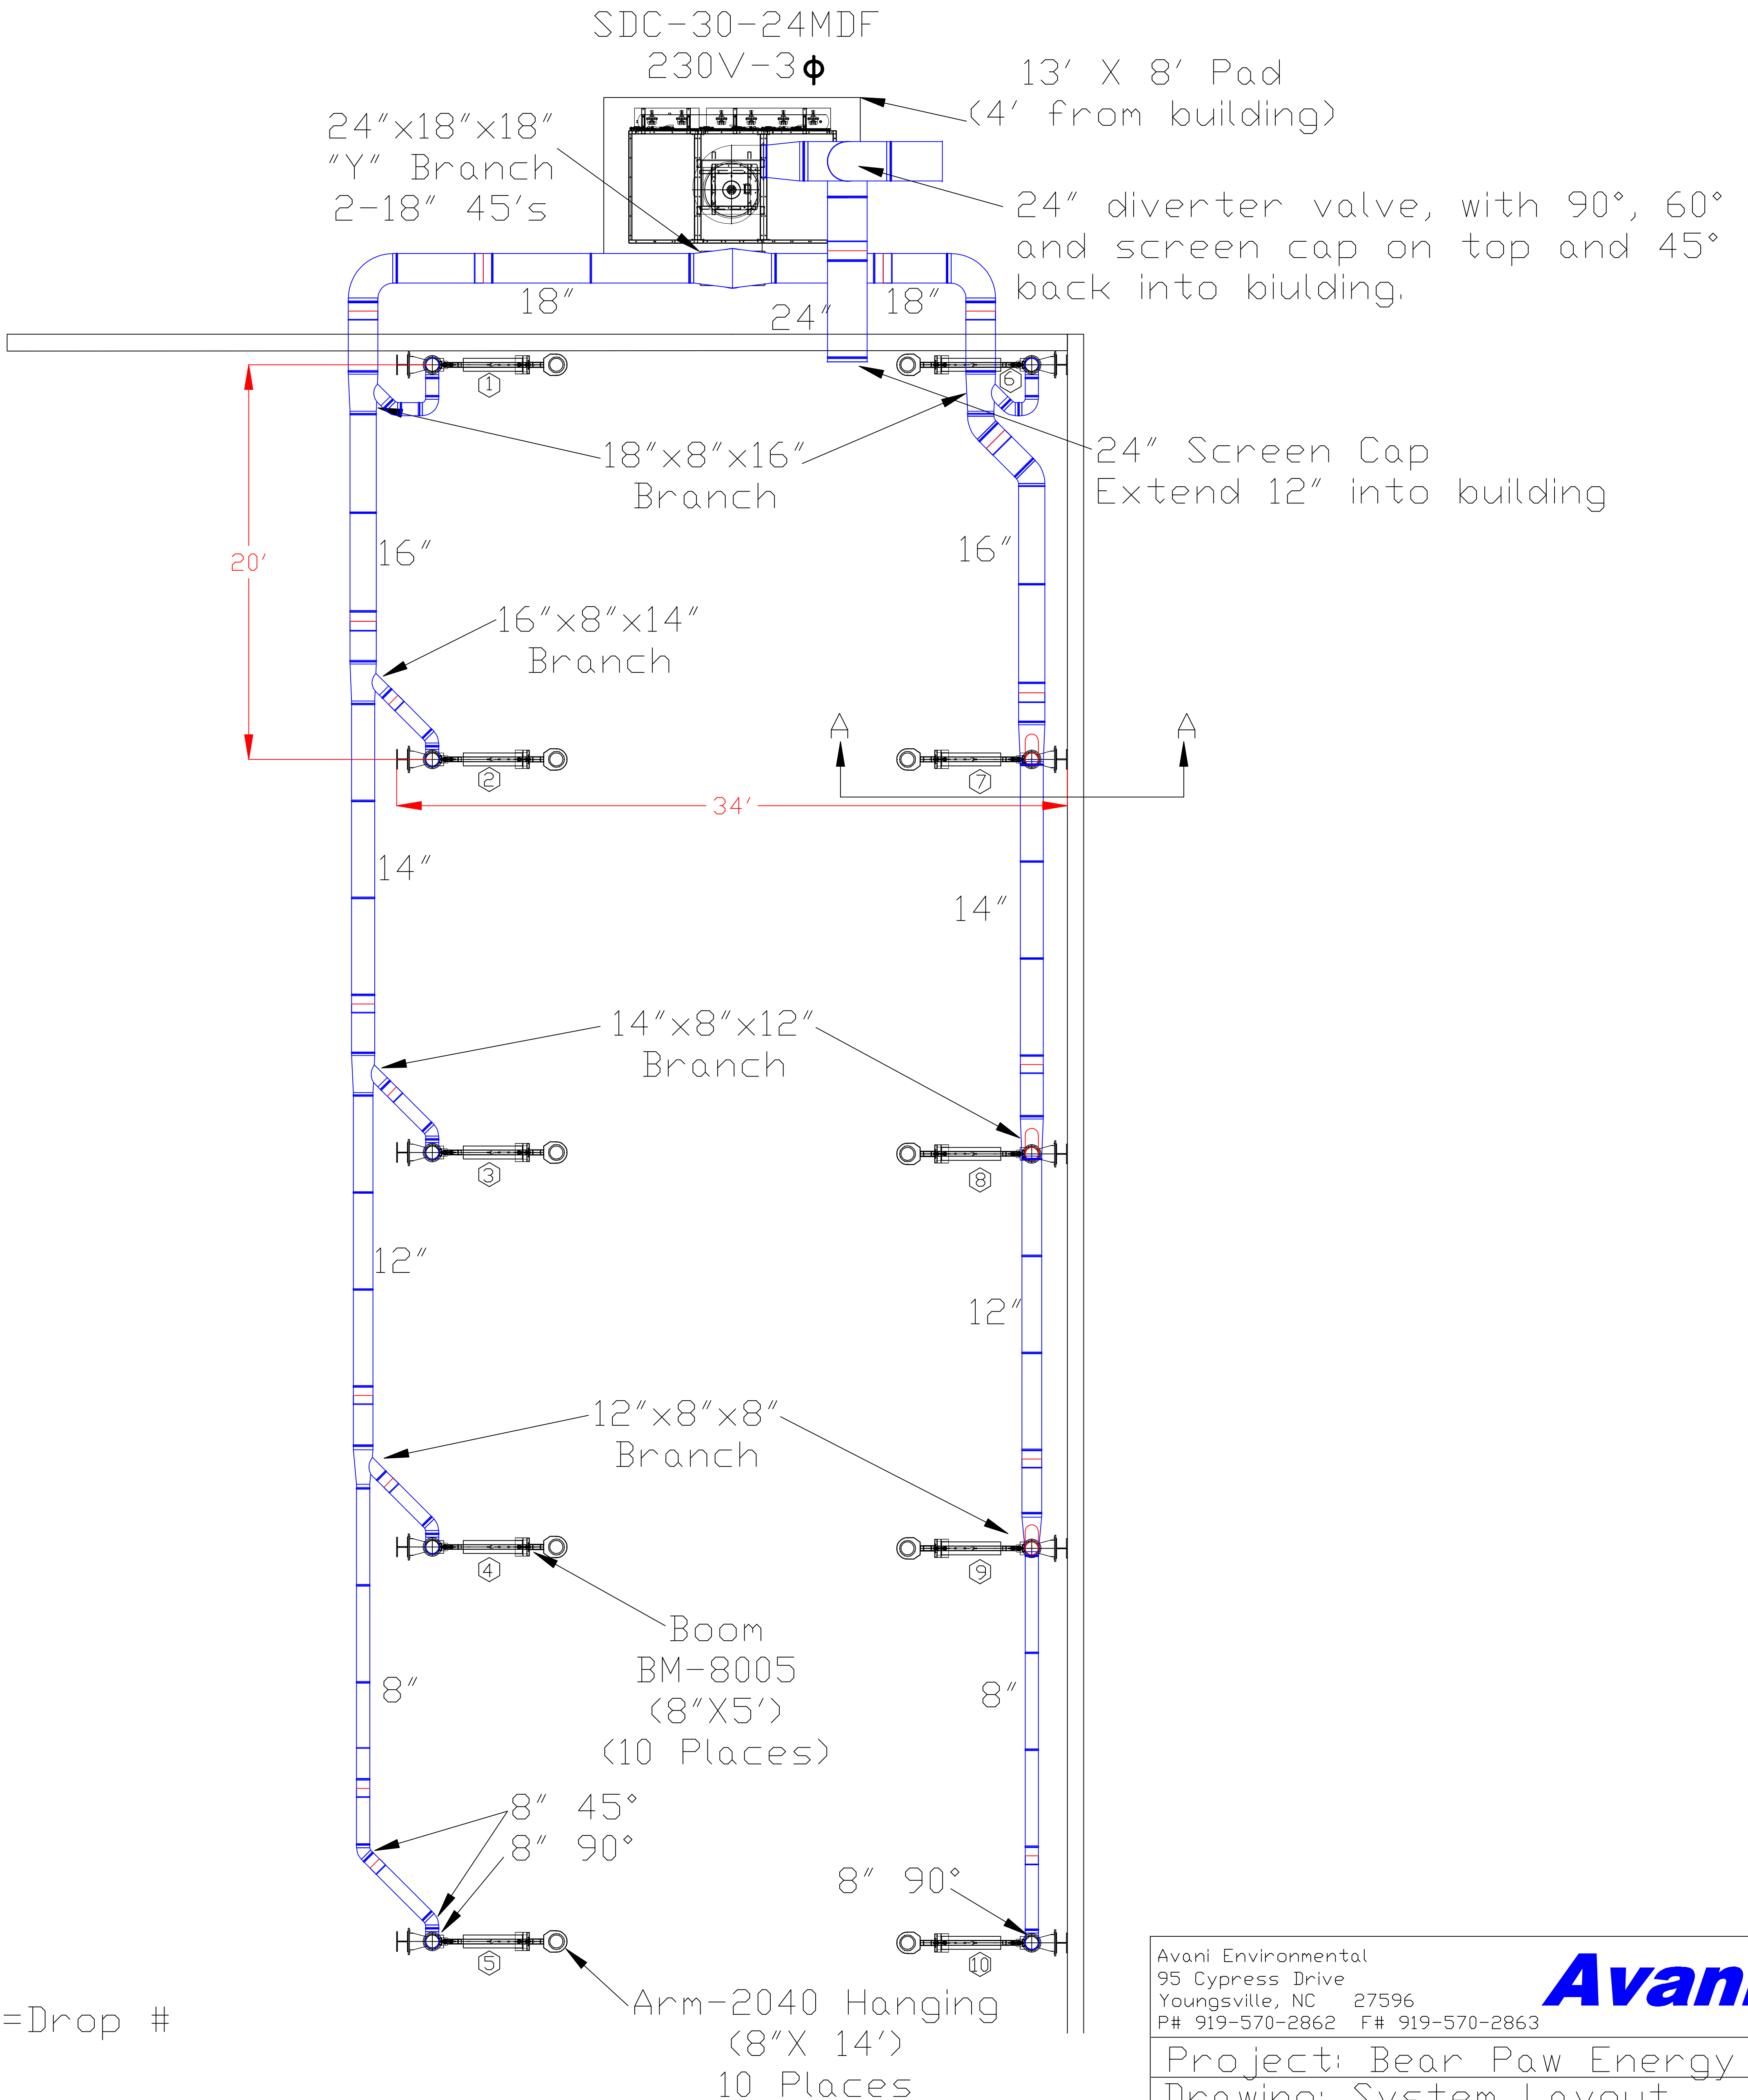 SDC-30-24MDF
230V-3ϕ
13' X 8' Pad
(4' from building)
24"x18"x18"
"Y" Branch
2-18" 45's
24" diverter valve, with 90°, 60°
and screen cap on top and 45°
back into biulding.
18"
24"
18"
1
6
18"x8"x16"
Branch
24" Screen Cap
Extend 12" into building
20'
16"
16"
16"x8"x14"
Branch
A
A
2
7
34'
14"
14"
14"x8"x12"
Branch
3
8
12"
12"
12"x8"x8"
Branch
4
9
Boom
BM-8005
(8"X5')
(10 Places)
8"
8"
8" 45°
8" 90°
8" 90°
5
10
Arm-2040 Hanging
(8"X 14')
10 Places
=Drop #
Avani Environmental
95 Cypress Drive
Youngsville, NC 27596
P# 919-570-2862 F# 919-570-2863
Avani
Project: Bear Paw Energy
Drawing: System Layout